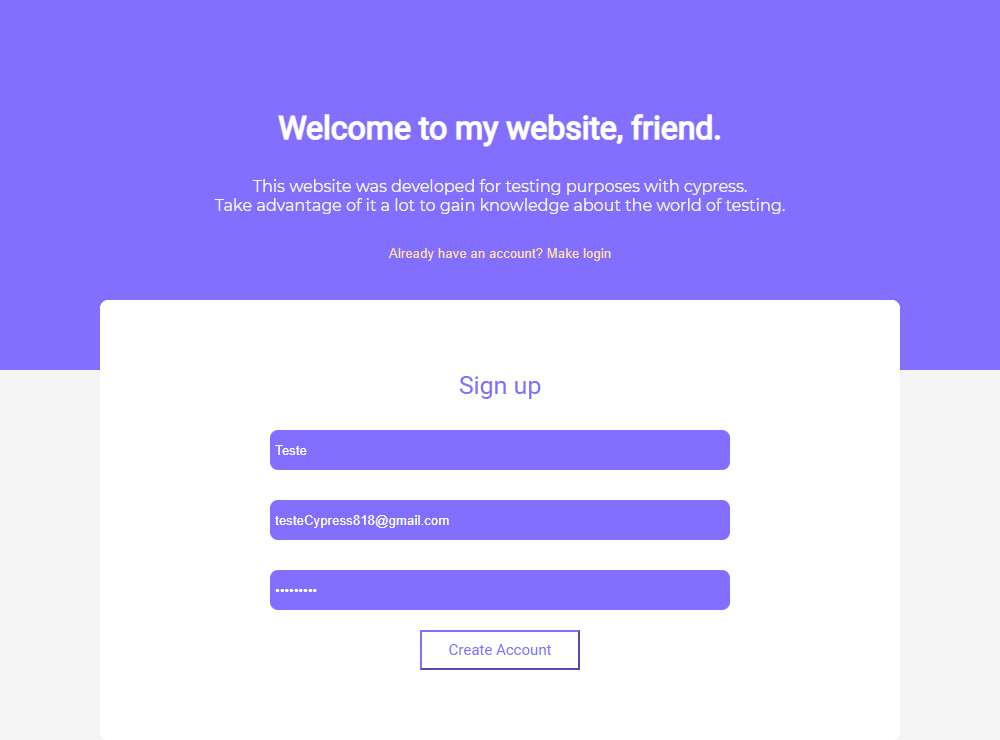 Welcome to my website, friend.
This website was developed for testing purposes with cypress.
Take advantage of it a lot to gain knowledge about the world of testing.
Already have an account? Make login
Sign up
Teste
testeCypress818@gmail.com
•••••••••
Create Account